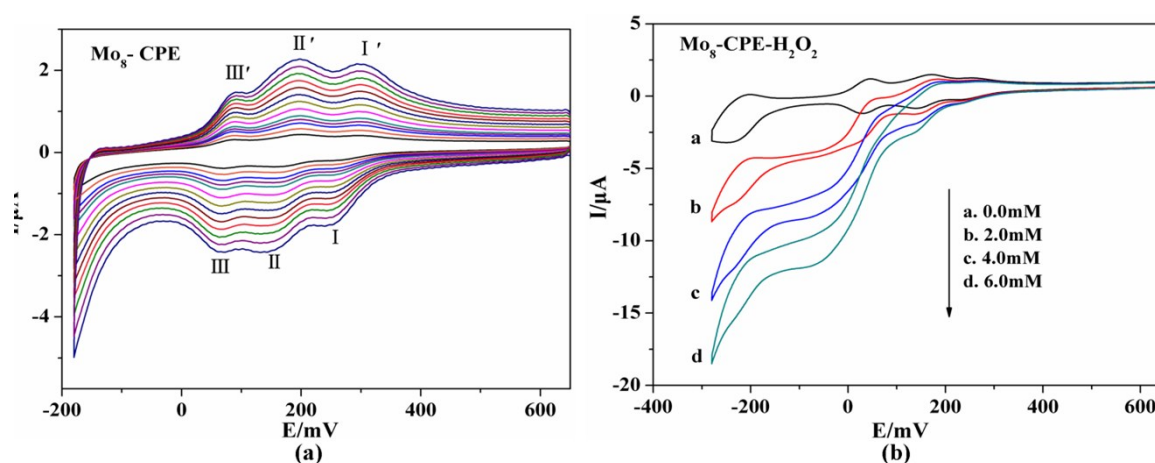 Mo₈- CPE
III′
II′
I′
2
0
-2
-4
I
II
III
-200
0
200
400
600
E/mV
(a)
Mo₈-CPE-H₂O₂
5
0
-5
-10
-15
-20
I/μA
a
b
c
d
a. 0.0mM
b. 2.0mM
c. 4.0mM
d. 6.0mM
-400
-200
0
200
400
600
E/mV
(b)